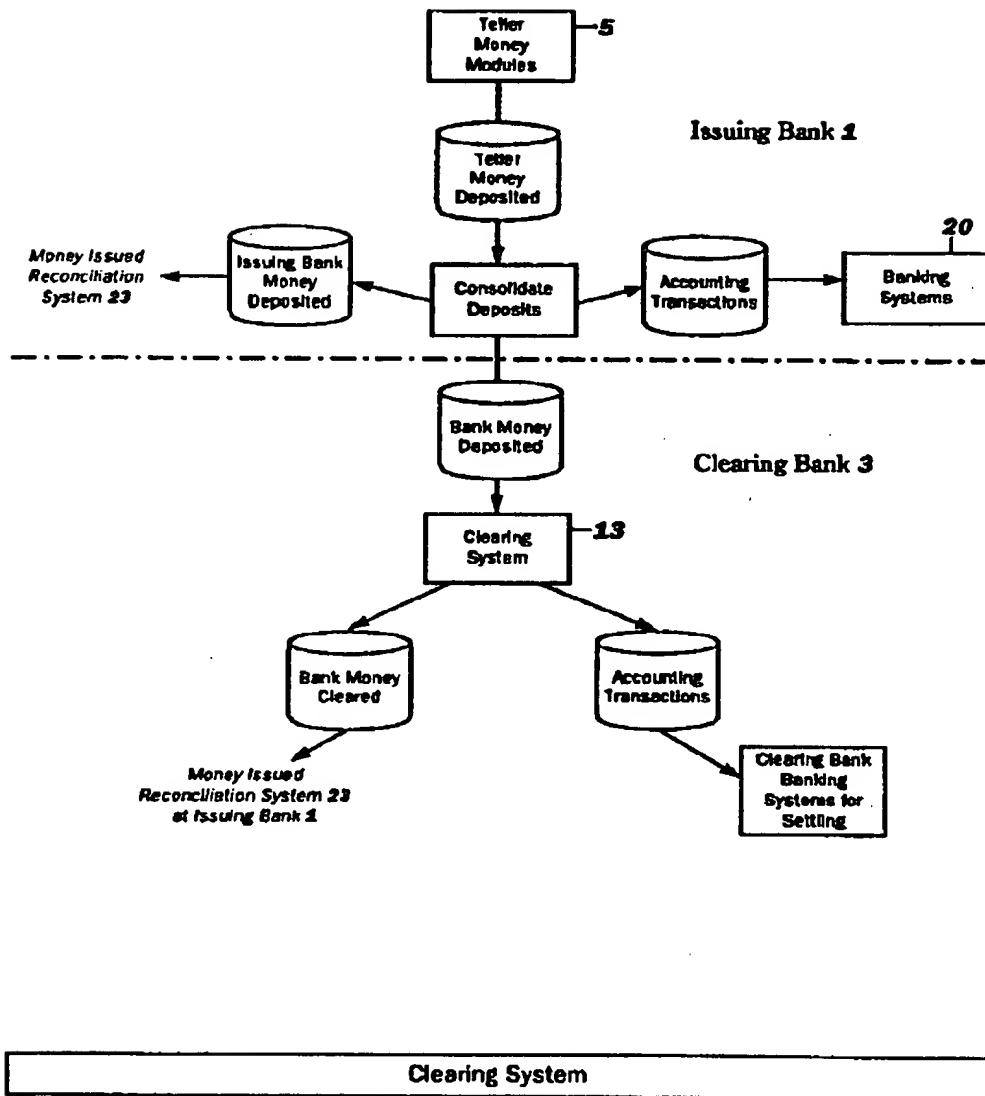 Teller
Money
Modules
5
Issuing Bank 1
Teller
Money
Deposited
20
Money Issued
Reconciliation
System 23
Issuing Bank
Money
Deposited
Consolidate
Deposits
Accounting
Transactions
Banking
Systems
Bank Money
Deposited
Clearing Bank 3
Clearing
System
13
Bank Money
Cleared
Accounting
Transactions
Money Issued
Reconciliation System 23
at Issuing Bank 1
Clearing Bank
Banking
Systems for
Settling
Clearing System